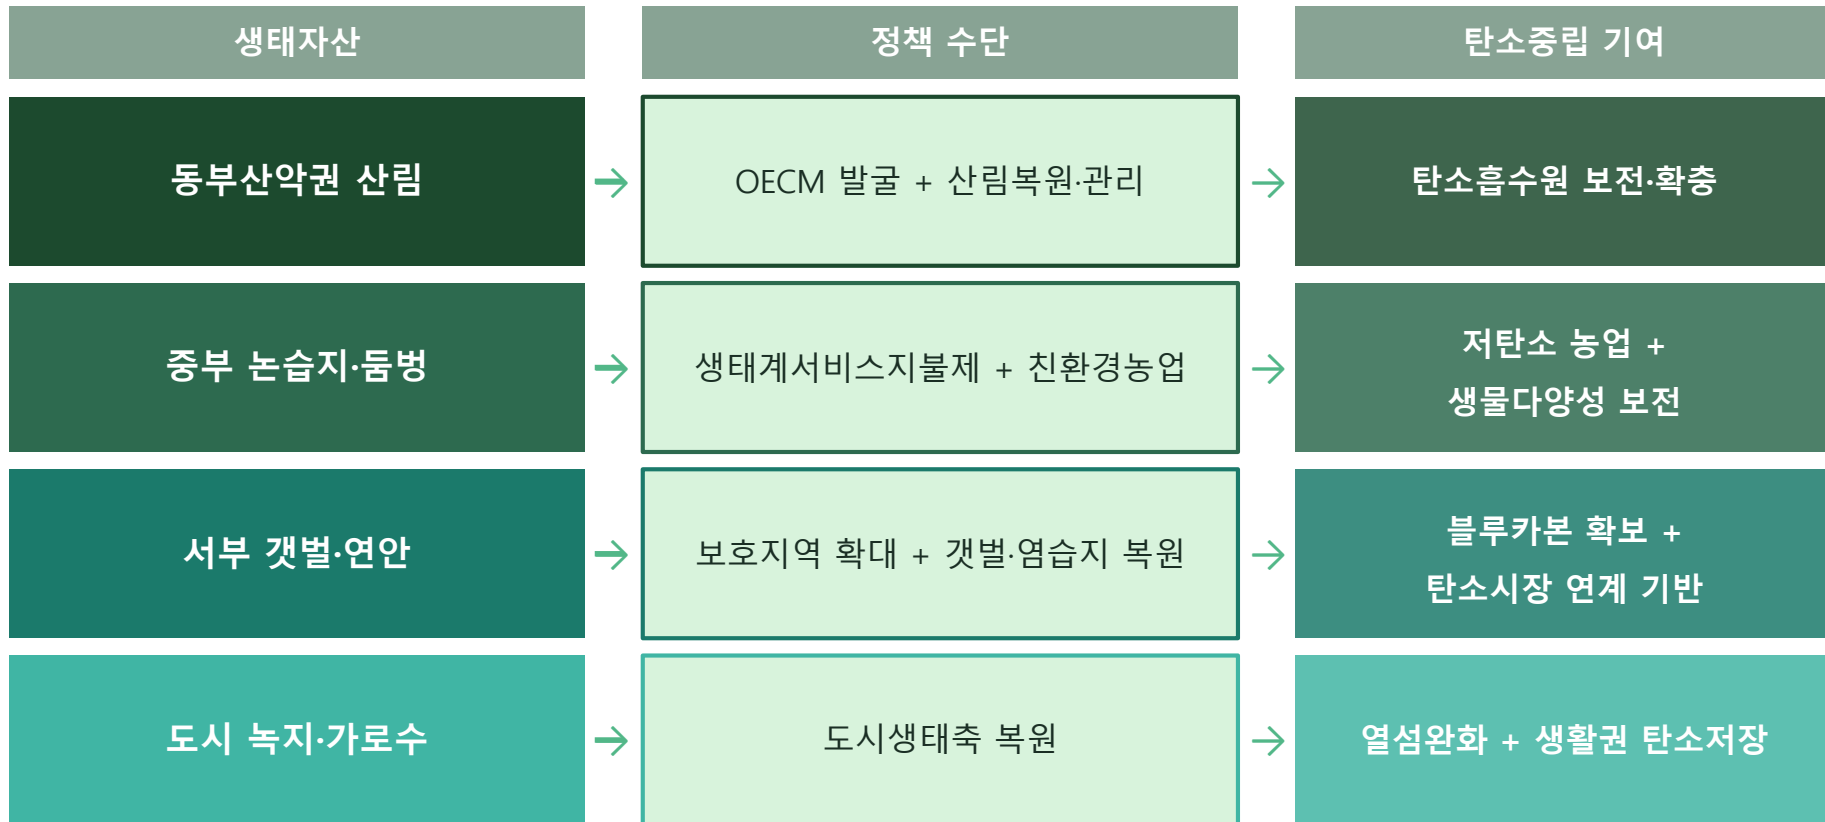 생태자산
정책 수단
탄소중립 기여
동부산악권 산림
→
OECM 발굴 + 산림복원·관리
→
탄소흡수원 보전·확충
중부 논습지·둠벙
→
생태계서비스지불제 + 친환경농업
→
저탄소 농업 +
생물다양성 보전
서부 갯벌·연안
→
보호지역 확대 + 갯벌·염습지 복원
→
블루카본 확보 +
탄소시장 연계 기반
도시 녹지·가로수
→
도시생태축 복원
→
열섬완화 + 생활권 탄소저장